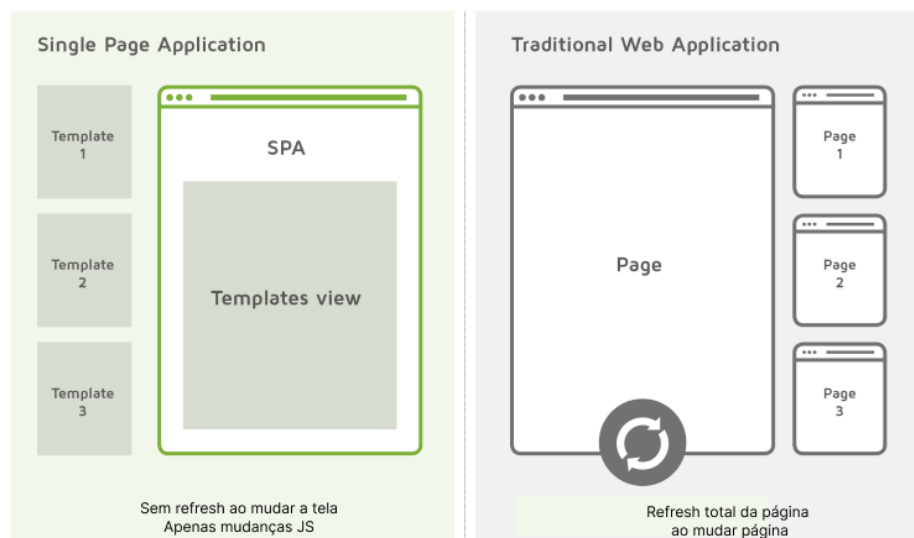 Single Page Application
Template
1
Template
2
Template
3
SPA
Templates view
Sem refresh ao mudar a tela
Apenas mudanças JS
Traditional Web Application
Page
Page
1
Page
2
Page
3
Refresh total da página
ao mudar página